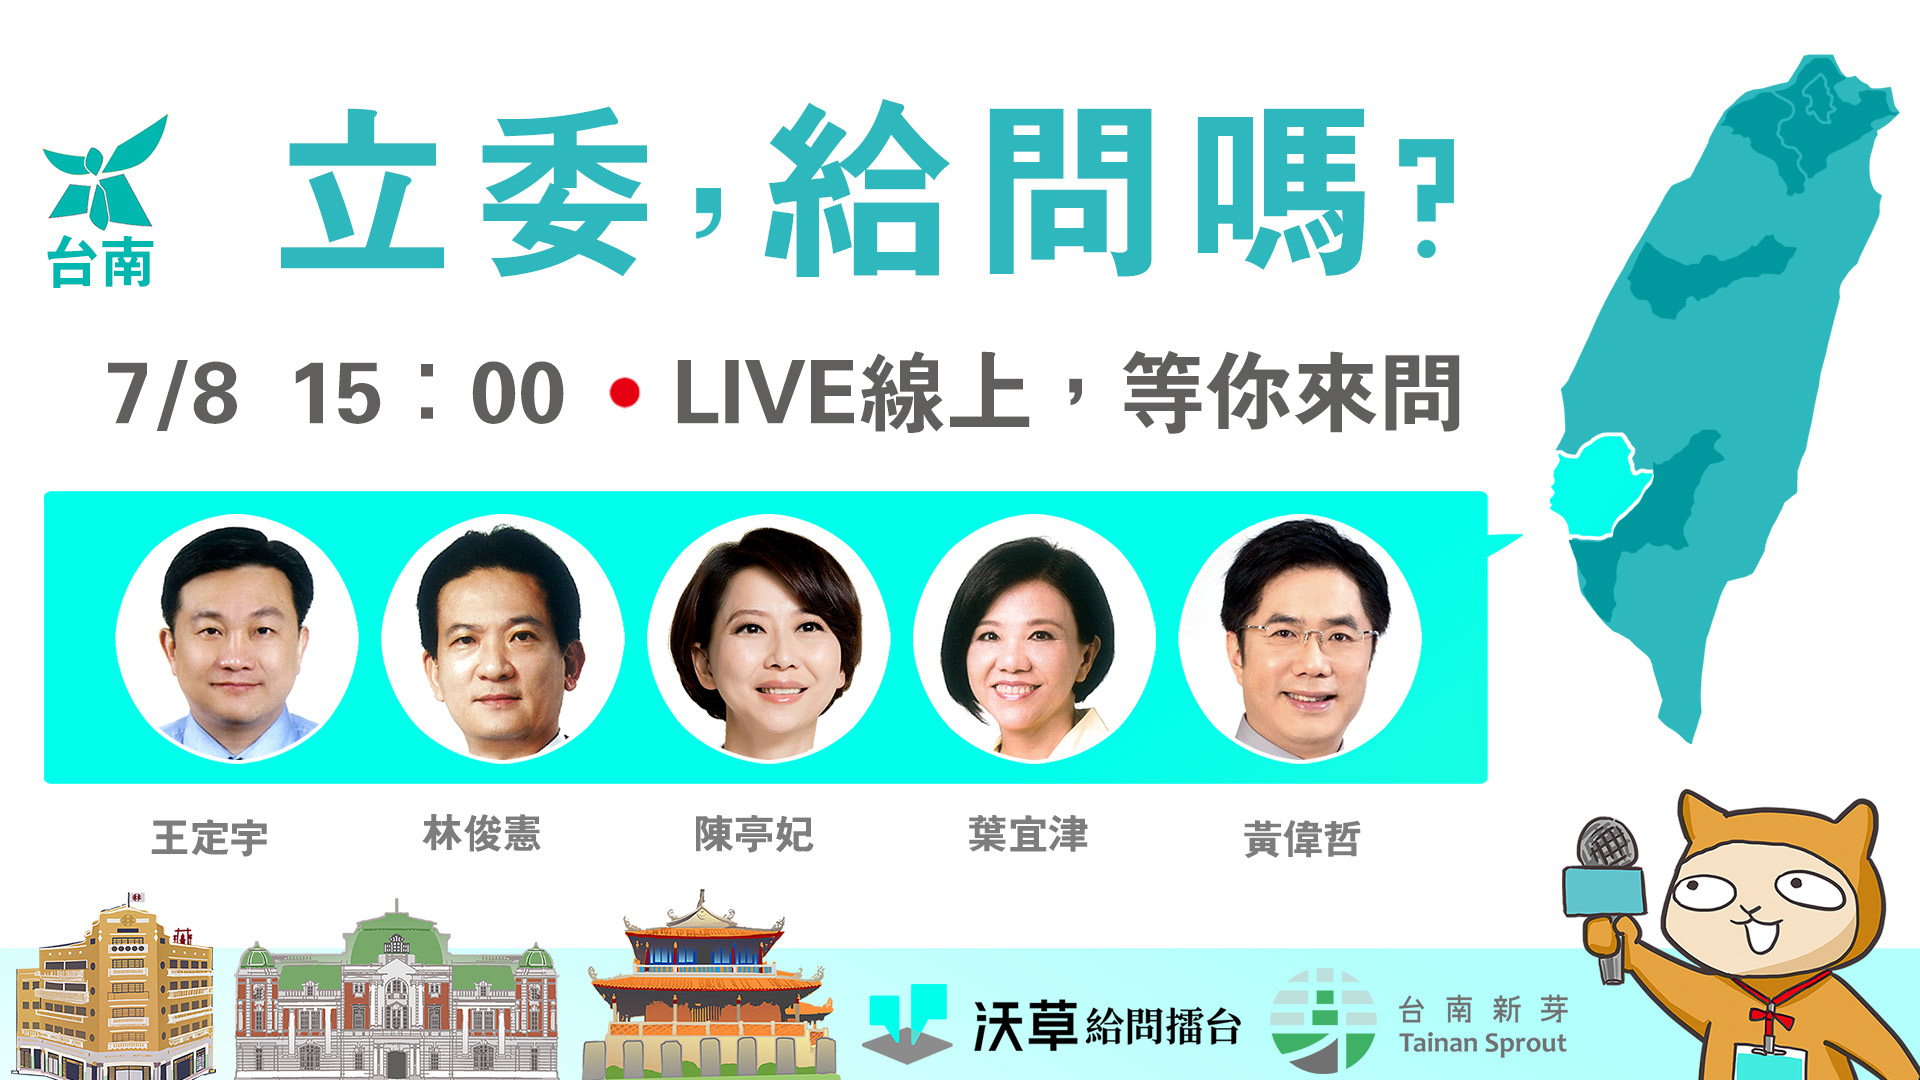 台南
立委，給問嗎？
7/8 15：00 LIVE線上，等你來問
王定宇
林俊憲
陳亭妃
葉宜津
黃偉哲
沃草 給問擂台
台南新芽
Tainan Sprout